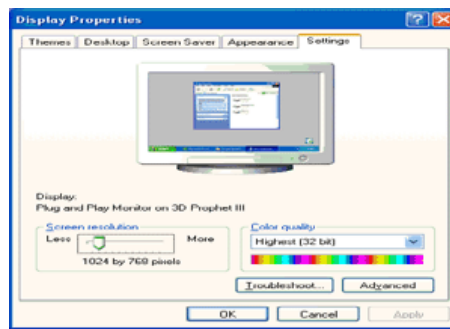 Display Properties
Themes Desktop Screen Saver Appearance Settings
Display:
Plug and Play Monitor on 3D Prophet III
Screen resolution
Less More
1024 by 768 pixels
Color quality
Highest (32 bit)
Troubleshoot... Advanced
OK Cancel Apply